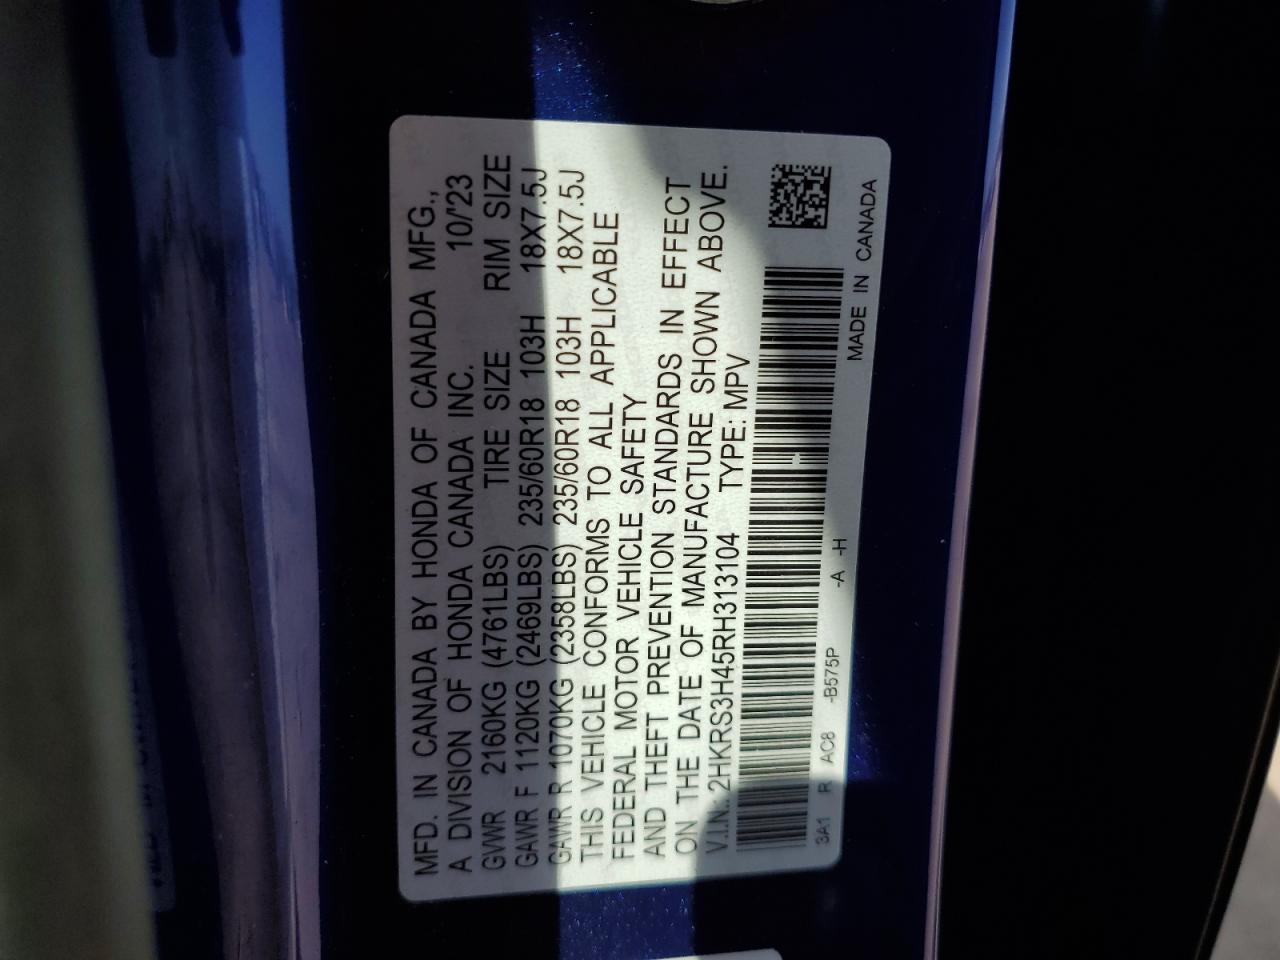 MFD. IN CANADA BY HONDA OF CANADA MFG.,
A DIVISION OF HONDA CANADA INC. 10/'23
GVWR 2160KG (4761LBS) TIRE SIZE RIM SIZE
GAWR F 1120KG (2469LBS) 235/60R18 103H 18X7.5J
GAWR R 1070KG (2358LBS) 235/60R18 103H 18X7.5J
THIS VEHICLE CONFORMS TO ALL APPLICABLE
FEDERAL MOTOR VEHICLE SAFETY
AND THEFT PREVENTION STANDARDS IN EFFECT
ON THE DATE OF MANUFACTURE SHOWN ABOVE.
V.I.N.: 2HKRS3H45RH313104 TYPE: MPV
3A1 R AC8 -B575P -A -H MADE IN CANADA